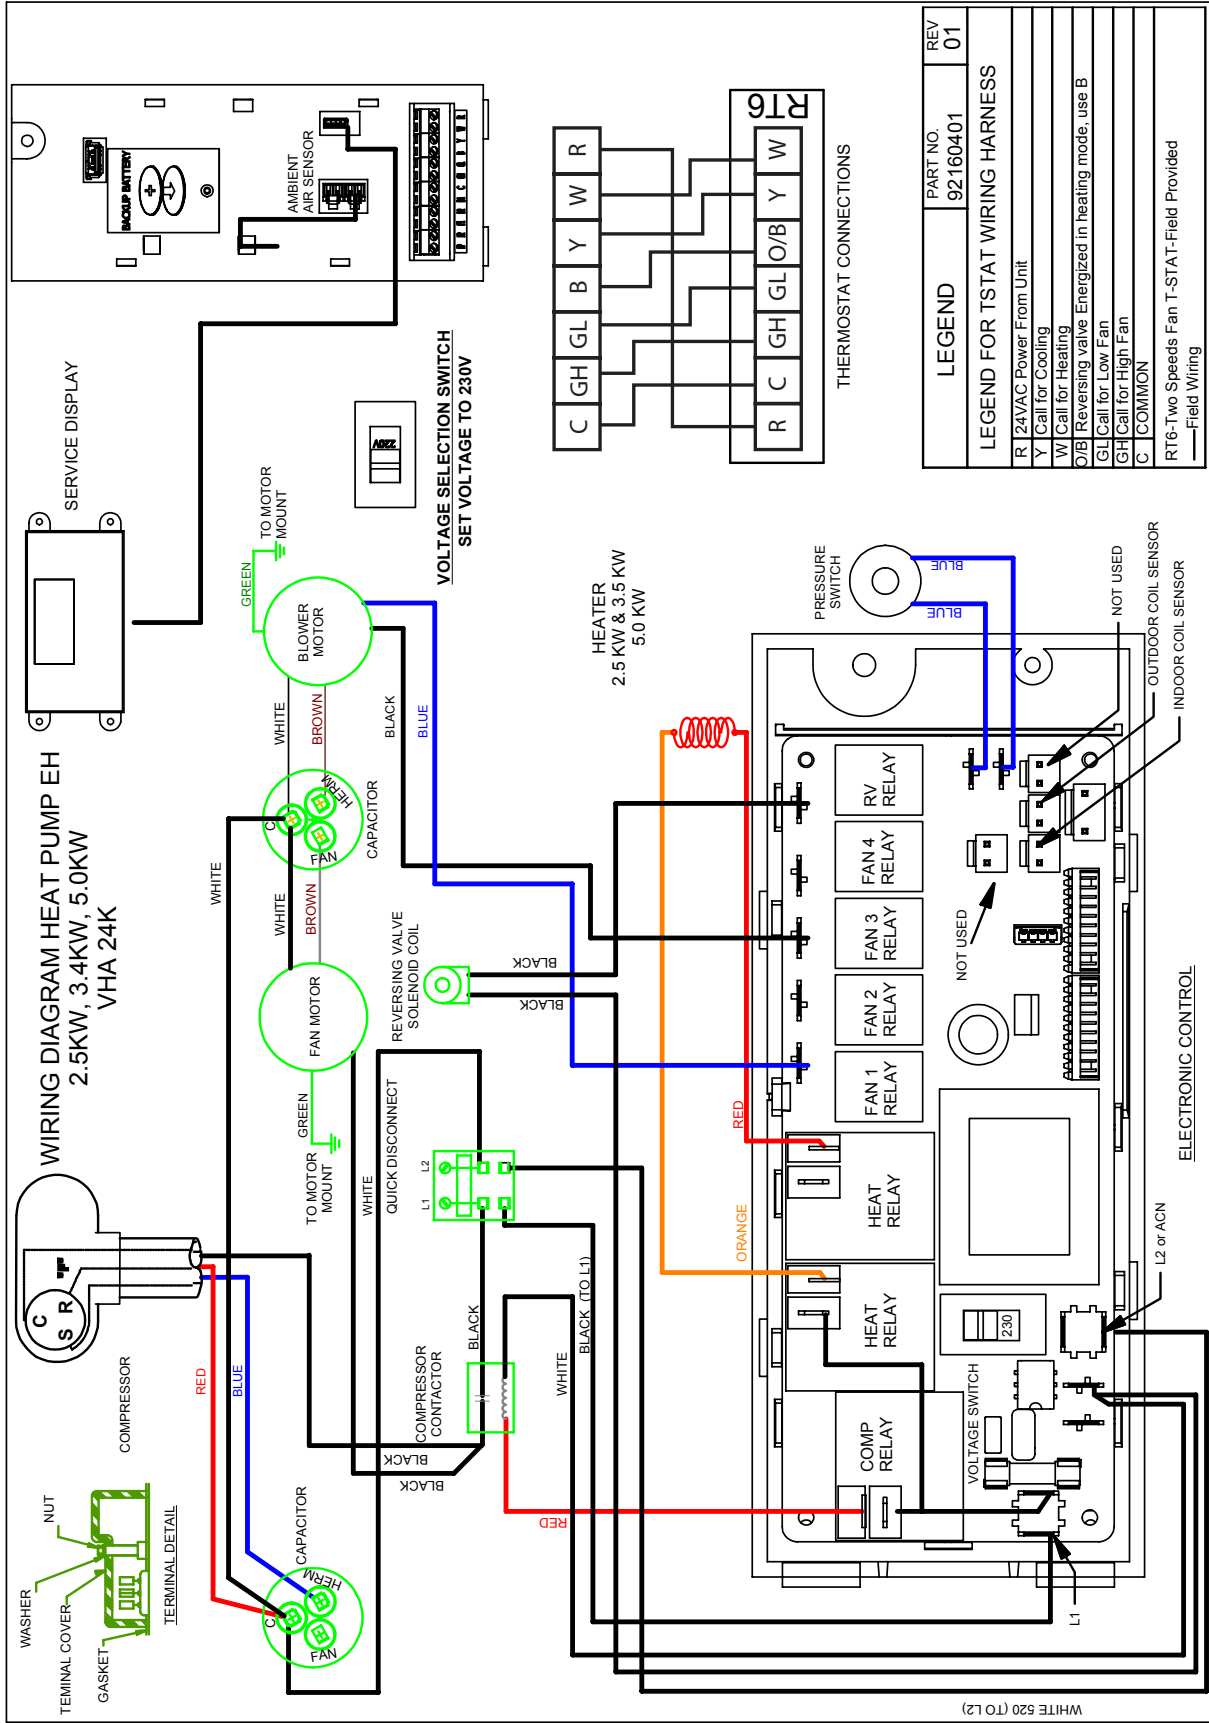 WIRING DIAGRAM HEAT PUMP EH
2.5KW, 3.4KW, 5.0KW
VHA 24K
WASHER
NUT
TEMINAL COVER
GASKET
TERMINAL DETAIL
COMPRESSOR
C
S R
RED
BLUE
CAPACITOR
C
HERM
FAN
SERVICE DISPLAY
BACKUP BATTERY
AMBIENT
AIR SENSOR
WHITE
TO MOTOR
MOUNT
GREEN
FAN MOTOR
WHITE
BROWN
C
HERM
FAN
CAPACITOR
WHITE
BROWN
BLOWER
MOTOR
GREEN
TO MOTOR
MOUNT
BLACK
BLUE
220V
VOLTAGE SELECTION SWITCH
SET VOLTAGE TO 230V
WHITE
QUICK DISCONNECT
L1
L2
REVERSING VALVE
SOLENOID COIL
BLACK
BLACK
BLACK
BLACK
COMPRESSOR
CONTACTOR
BLACK
WHITE
BLACK (TO L1)
RED
HEATER
2.5 KW & 3.5 KW
5.0 KW
RED
ORANGE
C GH GL B Y W R
R C GH GL O/B Y W
RT6
THERMOSTAT CONNECTIONS
PRESSURE
SWITCH
BLUE
BLUE
COMP
RELAY
HEAT
RELAY
HEAT
RELAY
FAN 1
RELAY
FAN 2
RELAY
FAN 3
RELAY
FAN 4
RELAY
RV
RELAY
VOLTAGE SWITCH
230
NOT USED
NOT USED
OUTDOOR COIL SENSOR
INDOOR COIL SENSOR
L1
L2 or ACN
ELECTRONIC CONTROL
WHITE 520 (TO L2)
LEGEND
PART NO.
92160401
REV
01
LEGEND FOR TSTAT WIRING HARNESS
R 24VAC Power From Unit
Y Call for Cooling
W Call for Heating
O/B Reversing valve Energized in heating mode, use B
GL Call for Low Fan
GH Call for High Fan
C COMMON
RT6-Two Speeds Fan T-STAT-Field Provided
Field Wiring